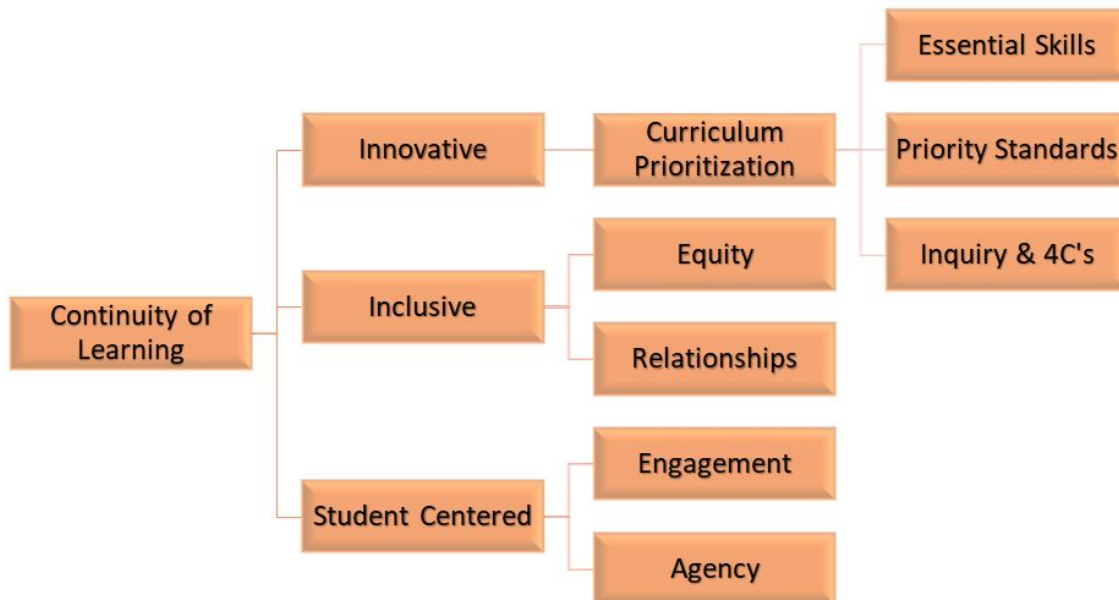 Continuity of
Learning
Innovative
Curriculum
Prioritization
Essential Skills
Priority Standards
Inquiry & 4C's
Inclusive
Equity
Relationships
Student Centered
Engagement
Agency